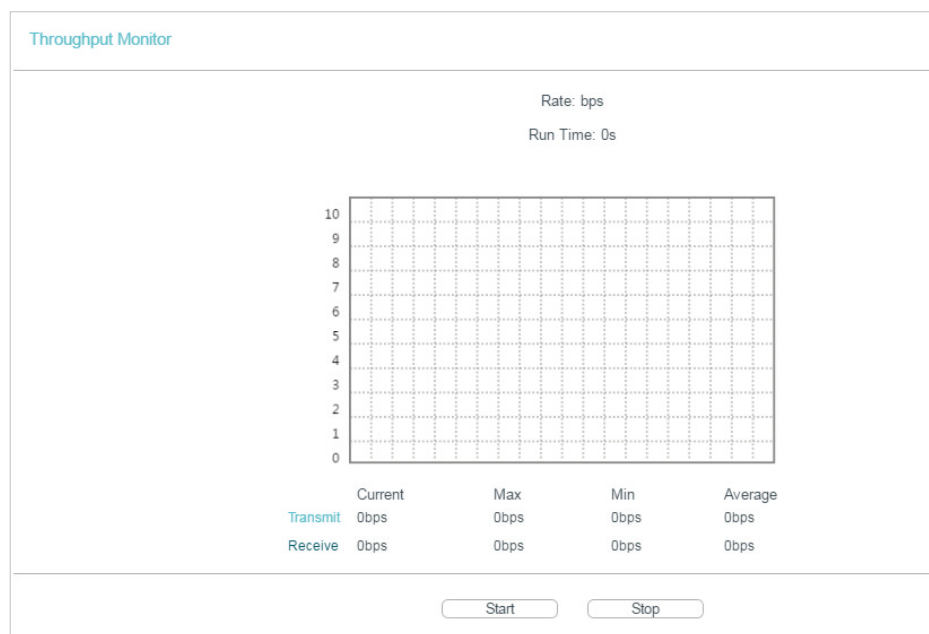 Throughput Monitor
Rate: bps
Run Time: 0s
10
9
8
7
6
5
4
3
2
1
0
Current Max Min Average
Transmit 0bps 0bps 0bps 0bps
Receive 0bps 0bps 0bps 0bps
Start Stop